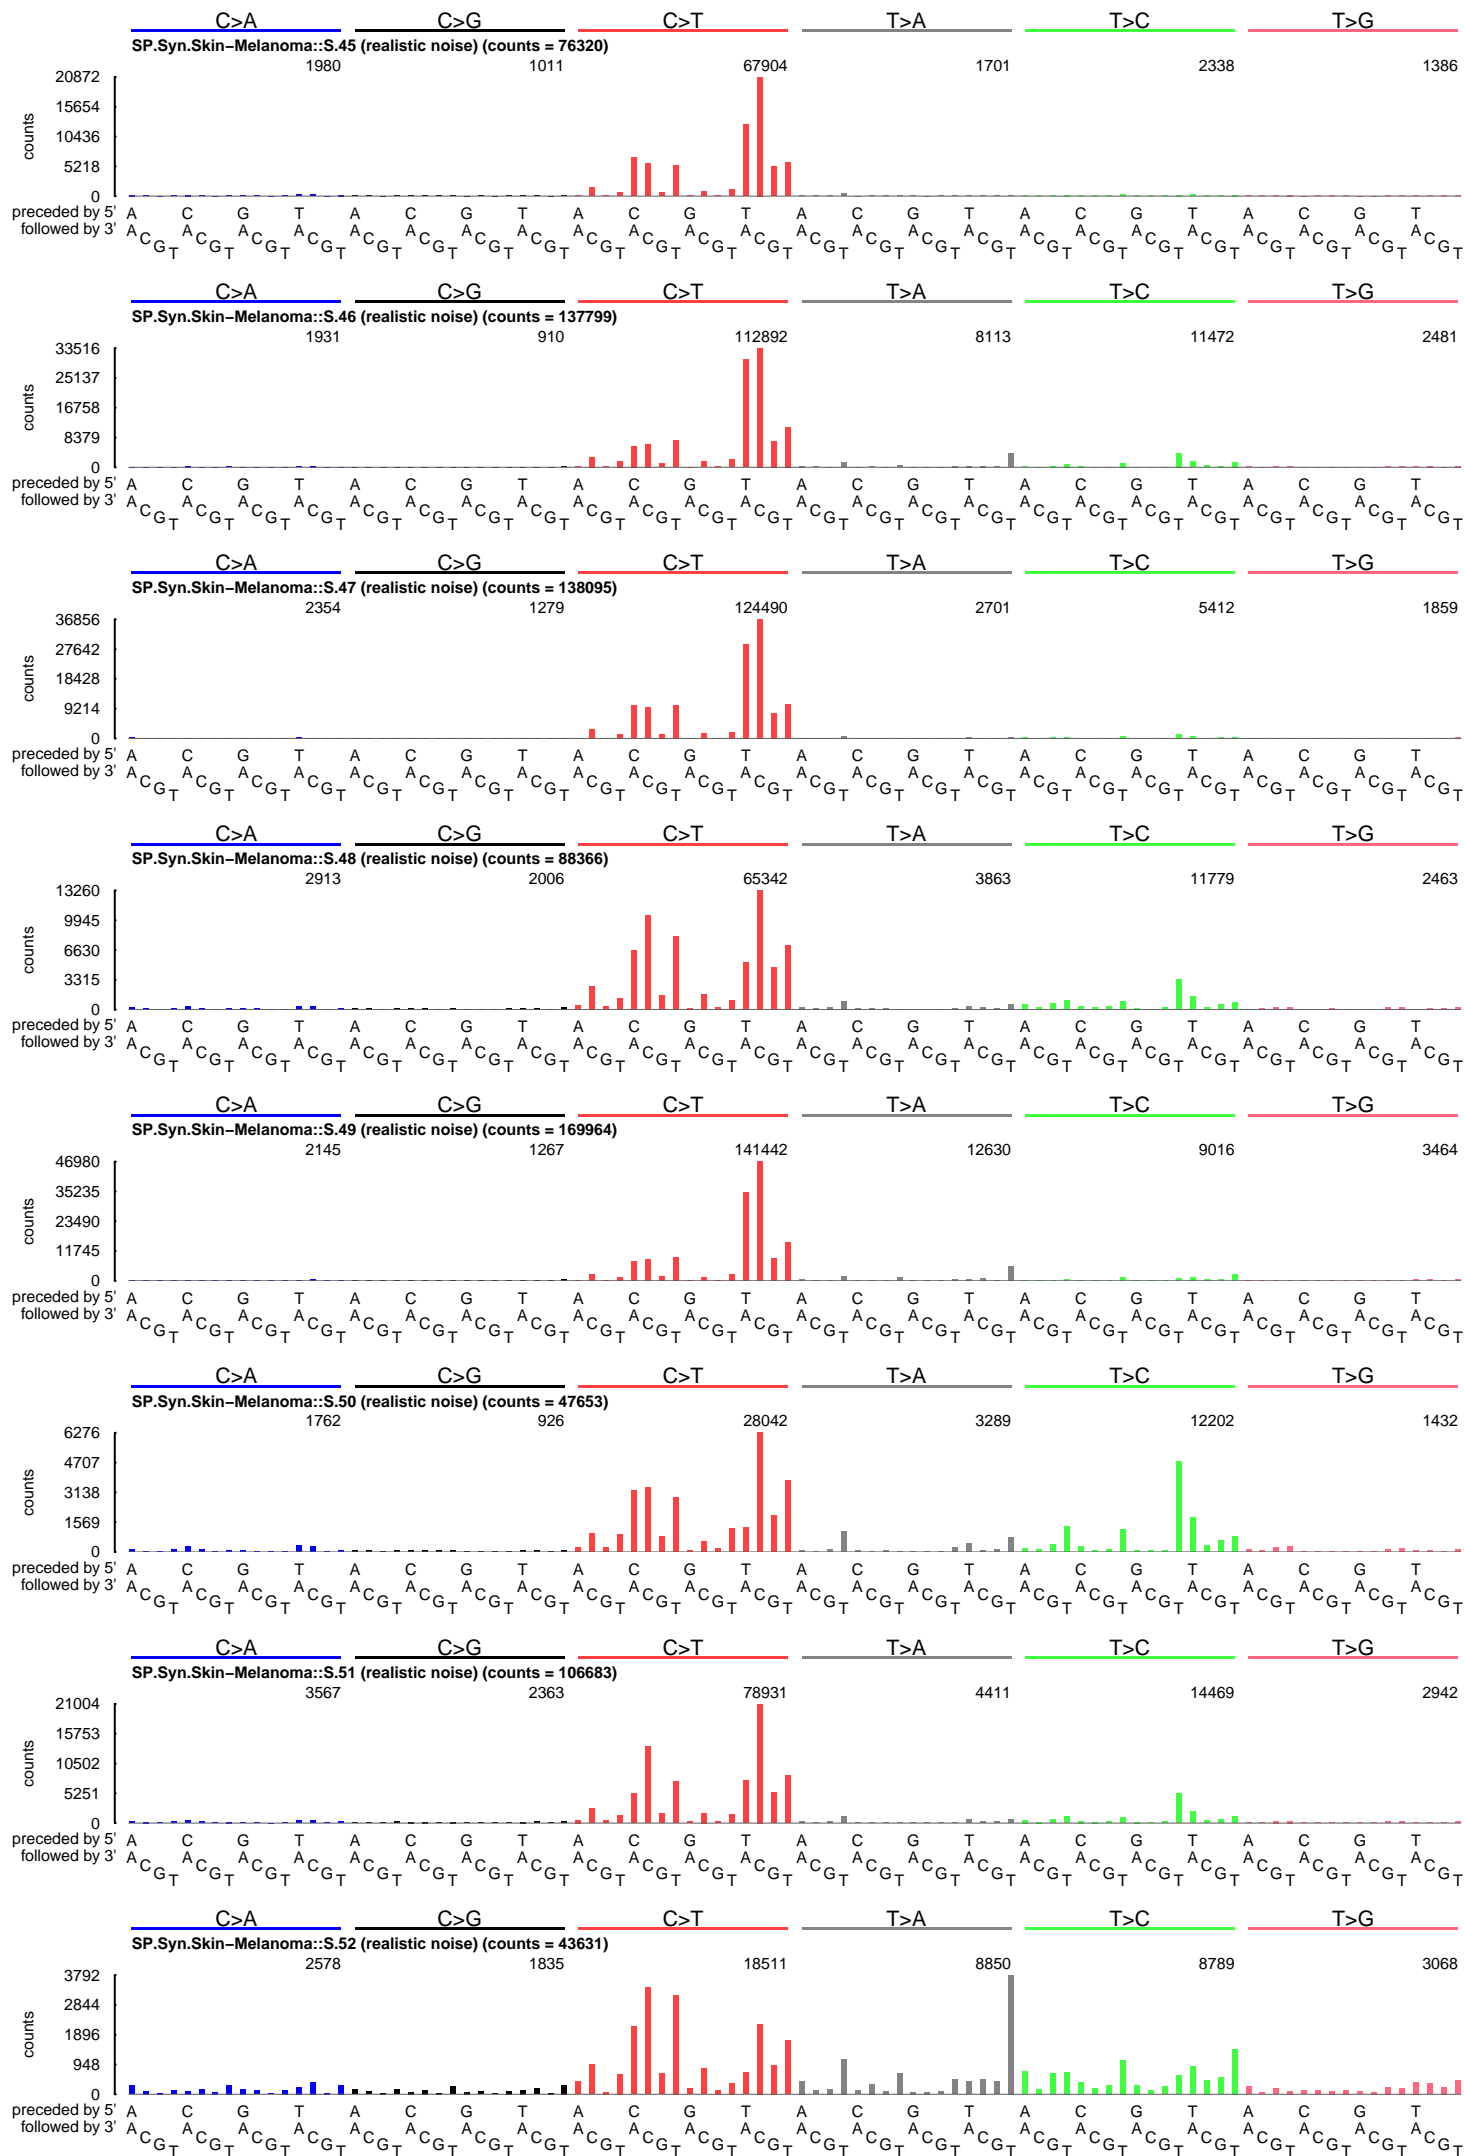 C>A C>G C>T T>A T>C T>G
SP.Syn.Skin−Melanoma::S.45 (realistic noise) (counts = 76320)
1980 1011 67904 1701 2338 1386
20872
15654
10436
5218
0
counts
preceded by 5' A C G T A C G T A C G T A C G T A C G T A C G T
followed by 3' A C G T A C G T A C G T A C G T A C G T A C G T A C G T A C G T A C G T A C G T A C G T A C G T A C G T A C G T A C G T A C G T A C G T A C G T A C G T A C G T A C G T A C G T A C G T A C G T
C>A C>G C>T T>A T>C T>G
SP.Syn.Skin−Melanoma::S.46 (realistic noise) (counts = 137799)
1931 910 112892 8113 11472 2481
33516
25137
16758
8379
0
counts
preceded by 5' A C G T A C G T A C G T A C G T A C G T A C G T
followed by 3' A C G T A C G T A C G T A C G T A C G T A C G T A C G T A C G T A C G T A C G T A C G T A C G T A C G T A C G T A C G T A C G T A C G T A C G T A C G T A C G T A C G T A C G T A C G T A C G T
C>A C>G C>T T>A T>C T>G
SP.Syn.Skin−Melanoma::S.47 (realistic noise) (counts = 138095)
2354 1279 124490 2701 5412 1859
36856
27642
18428
9214
0
counts
preceded by 5' A C G T A C G T A C G T A C G T A C G T A C G T
followed by 3' A C G T A C G T A C G T A C G T A C G T A C G T A C G T A C G T A C G T A C G T A C G T A C G T A C G T A C G T A C G T A C G T A C G T A C G T A C G T A C G T A C G T A C G T A C G T A C G T
C>A C>G C>T T>A T>C T>G
SP.Syn.Skin−Melanoma::S.48 (realistic noise) (counts = 88366)
2913 2006 65342 3863 11779 2463
13260
9945
6630
3315
0
counts
preceded by 5' A C G T A C G T A C G T A C G T A C G T A C G T
followed by 3' A C G T A C G T A C G T A C G T A C G T A C G T A C G T A C G T A C G T A C G T A C G T A C G T A C G T A C G T A C G T A C G T A C G T A C G T A C G T A C G T A C G T A C G T A C G T A C G T
C>A C>G C>T T>A T>C T>G
SP.Syn.Skin−Melanoma::S.49 (realistic noise) (counts = 169964)
2145 1267 141442 12630 9016 3464
46980
35235
23490
11745
0
counts
preceded by 5' A C G T A C G T A C G T A C G T A C G T A C G T
followed by 3' A C G T A C G T A C G T A C G T A C G T A C G T A C G T A C G T A C G T A C G T A C G T A C G T A C G T A C G T A C G T A C G T A C G T A C G T A C G T A C G T A C G T A C G T A C G T A C G T
C>A C>G C>T T>A T>C T>G
SP.Syn.Skin−Melanoma::S.50 (realistic noise) (counts = 47653)
1762 926 28042 3289 12202 1432
6276
4707
3138
1569
0
counts
preceded by 5' A C G T A C G T A C G T A C G T A C G T A C G T
followed by 3' A C G T A C G T A C G T A C G T A C G T A C G T A C G T A C G T A C G T A C G T A C G T A C G T A C G T A C G T A C G T A C G T A C G T A C G T A C G T A C G T A C G T A C G T A C G T A C G T
C>A C>G C>T T>A T>C T>G
SP.Syn.Skin−Melanoma::S.51 (realistic noise) (counts = 106683)
3567 2363 78931 4411 14469 2942
21004
15753
10502
5251
0
counts
preceded by 5' A C G T A C G T A C G T A C G T A C G T A C G T
followed by 3' A C G T A C G T A C G T A C G T A C G T A C G T A C G T A C G T A C G T A C G T A C G T A C G T A C G T A C G T A C G T A C G T A C G T A C G T A C G T A C G T A C G T A C G T A C G T A C G T
C>A C>G C>T T>A T>C T>G
SP.Syn.Skin−Melanoma::S.52 (realistic noise) (counts = 43631)
2578 1835 18511 8850 8789 3068
3792
2844
1896
948
0
counts
preceded by 5' A C G T A C G T A C G T A C G T A C G T A C G T
followed by 3' A C G T A C G T A C G T A C G T A C G T A C G T A C G T A C G T A C G T A C G T A C G T A C G T A C G T A C G T A C G T A C G T A C G T A C G T A C G T A C G T A C G T A C G T A C G T A C G T